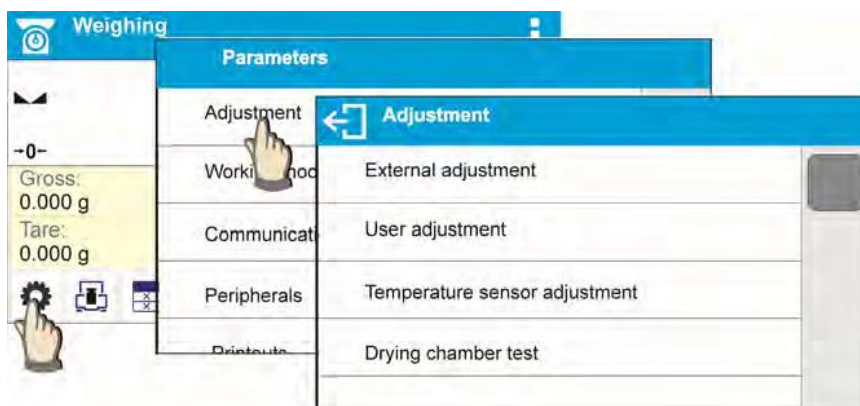 Weighing
Parameters
Adjustment
Adjustment
→0←
Gross:
0.000 g
Tare:
0.000 g
Communicati
Peripherals
External adjustment
User adjustment
Temperature sensor adjustment
Drying chamber test